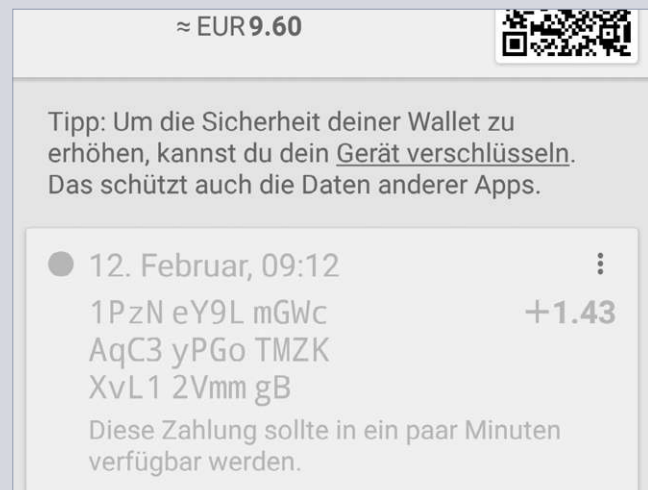 ≈ EUR 9.60
Tipp: Um die Sicherheit deiner Wallet zu
erhöhen, kannst du dein Gerät verschlüsseln.
Das schützt auch die Daten anderer Apps.
12. Februar, 09:12
1PzN eY9L mGWc +1.43
AqC3 yPGo TMZK
XvL1 2Vmm gB
Diese Zahlung sollte in ein paar Minuten
verfügbar werden.